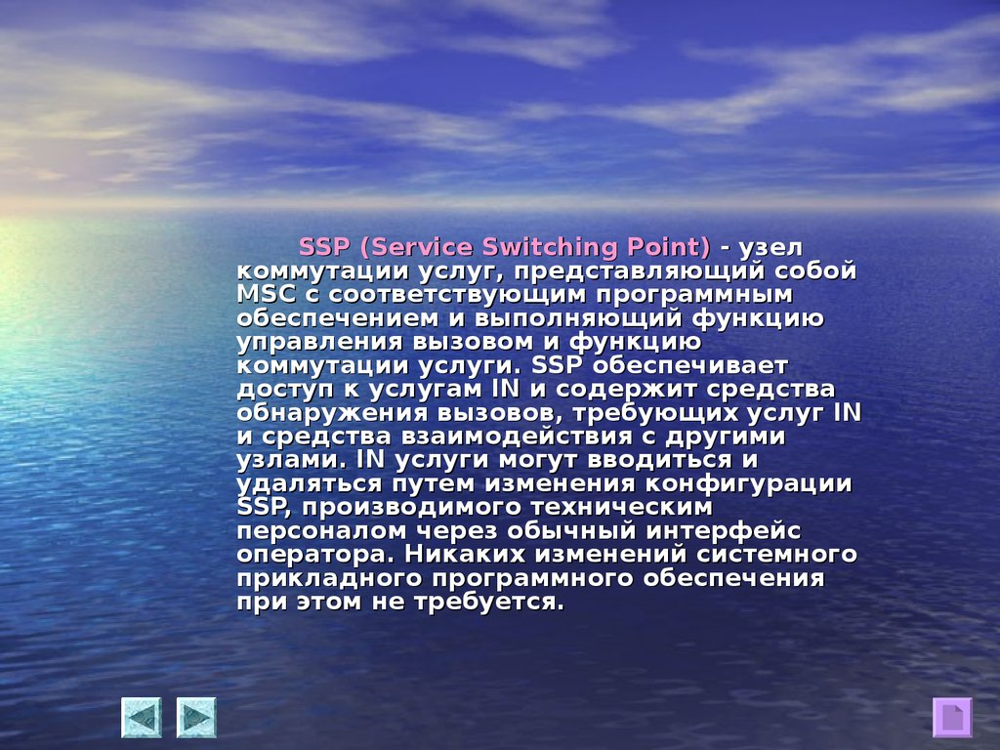 SSP (Service Switching Point) - узел
коммутации услуг, представляющий собой
MSC с соответствующим программным
обеспечением и выполняющий функцию
управления вызовом и функцию
коммутации услуги. SSP обеспечивает
доступ к услугам IN и содержит средства
обнаружения вызовов, требующих услуг IN
и средства взаимодействия с другими
узлами. IN услуги могут вводиться и
удаляться путем изменения конфигурации
SSP, производимого техническим
персоналом через обычный интерфейс
оператора. Никаких изменений системного
прикладного программного обеспечения
при этом не требуется.